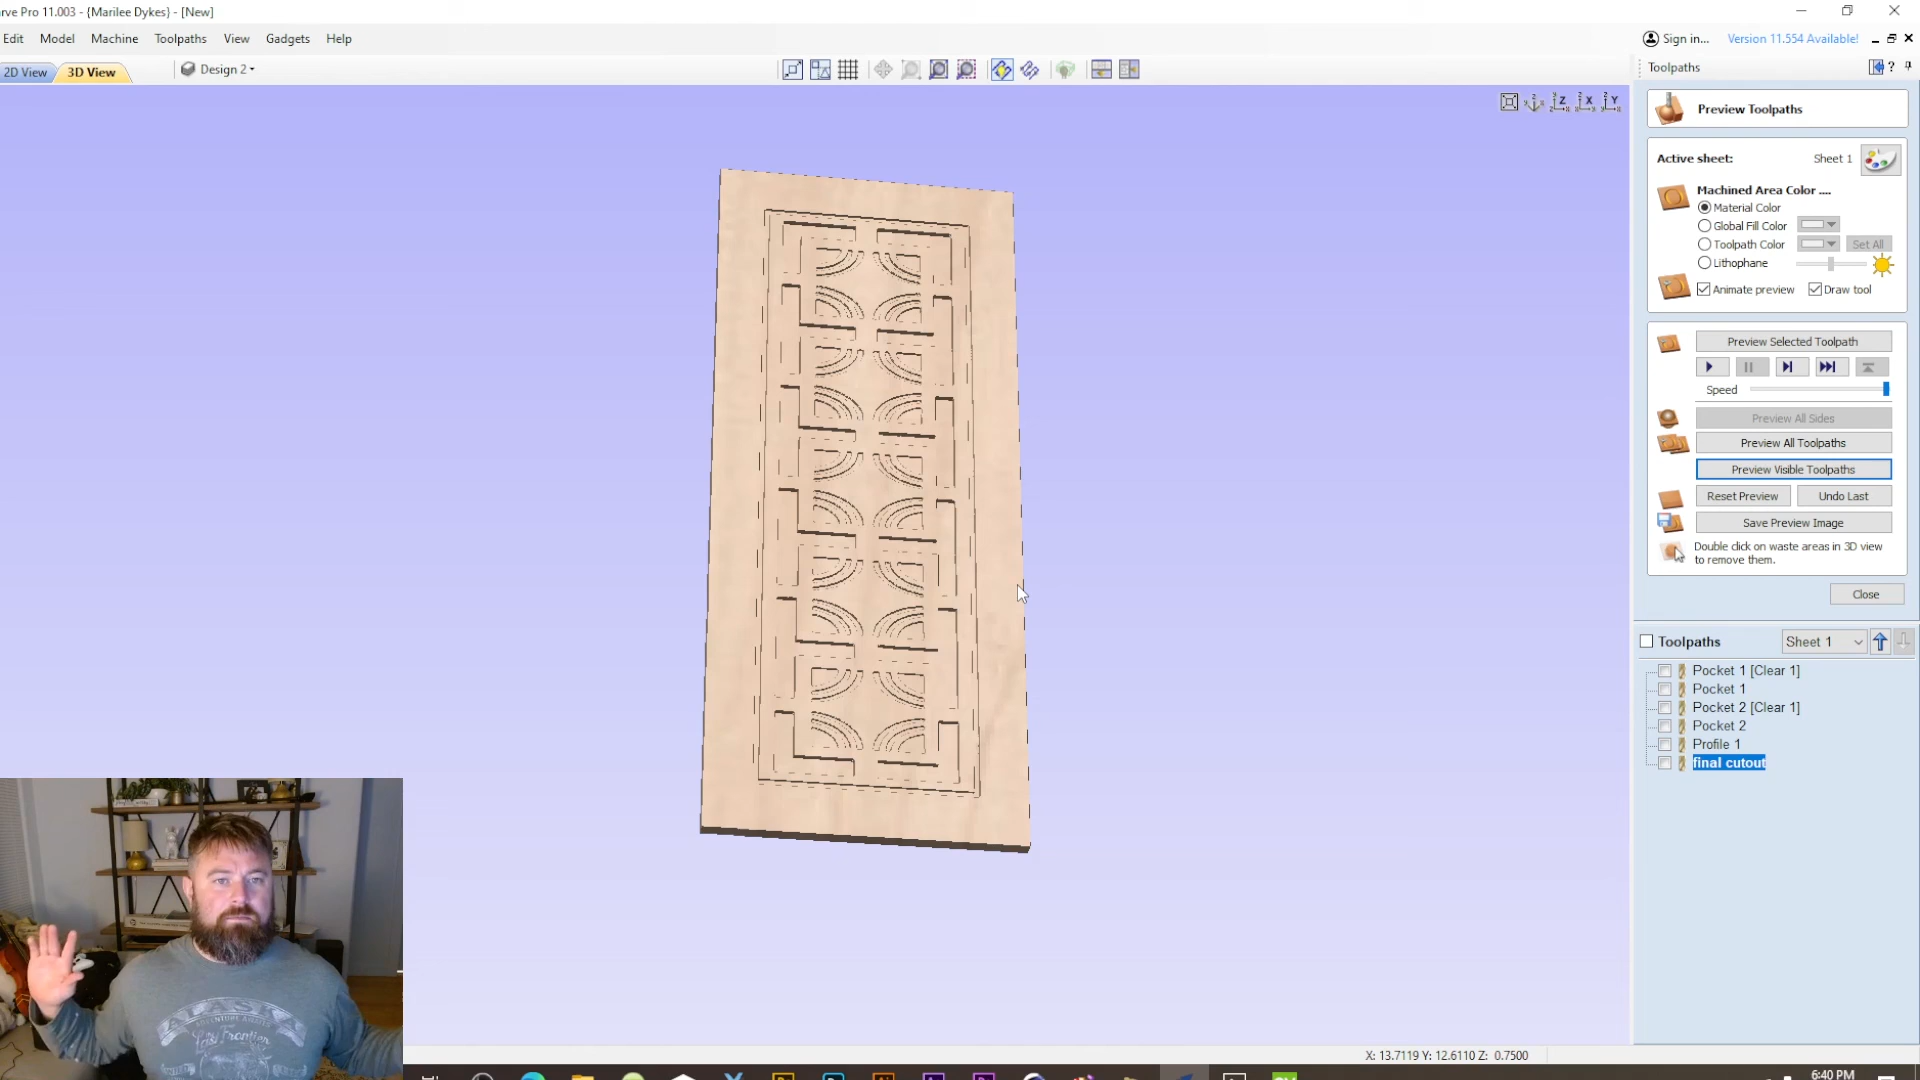 rve Pro 11.003 - {Marilee Dykes} - [New]
Edit Model Machine Toolpaths View Gadgets Help
Sign in... Version 11.554 Available!
2D View 3D View Design 2
Toolpaths
Z X Y
Preview Toolpaths
Active sheet: Sheet 1
Machined Area Color ....
Material Color
Global Fill Color
Toolpath Color Set All
Lithophane
Animate preview Draw tool
Preview Selected Toolpath
Speed
Preview All Sides
Preview All Toolpaths
Preview Visible Toolpaths
Reset Preview Undo Last
Save Preview Image
Double click on waste areas in 3D view
to remove them.
Close
Toolpaths Sheet 1
Pocket 1 [Clear 1]
Pocket 1
Pocket 2 [Clear 1]
Pocket 2
Profile 1
final cutout
ALASKA
ADVENTURE AWAITS
Last Frontier
X: 13.7119 Y: 12.6110 Z: 0.7500
6:40 PM